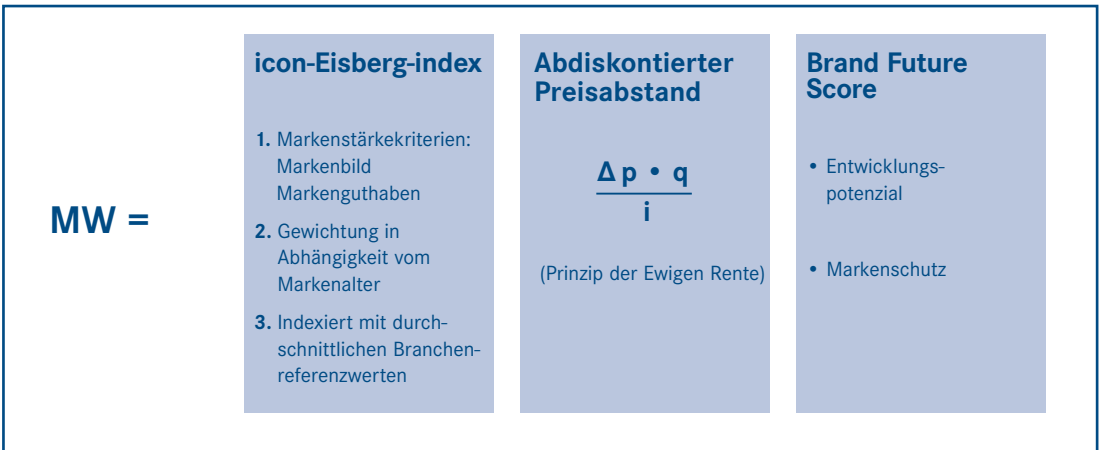 MW =
icon-Eisberg-index
1. Markenstärkekriterien:
Markenbild
Markenguthaben
2. Gewichtung in
Abhängigkeit vom
Markenalter
3. Indexiert mit durch-
schnittlichen Branchen-
referenzwerten
Abdiskontierter
Preisabstand
Δ p • q
i
(Prinzip der Ewigen Rente)
Brand Future
Score
• Entwicklungs-
potenzial
• Markenschutz